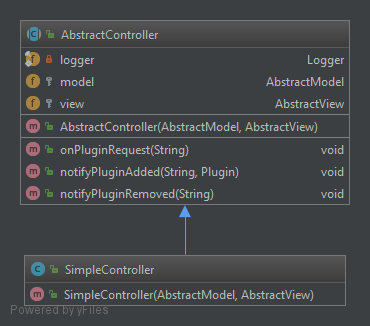 AbstractController
logger Logger
model AbstractModel
view AbstractView
AbstractController(AbstractModel, AbstractView)
onPluginRequest(String) void
notifyPluginAdded(String, Plugin) void
notifyPluginRemoved(String) void
SimpleController
SimpleController(AbstractModel, AbstractView)
Powered by yFiles